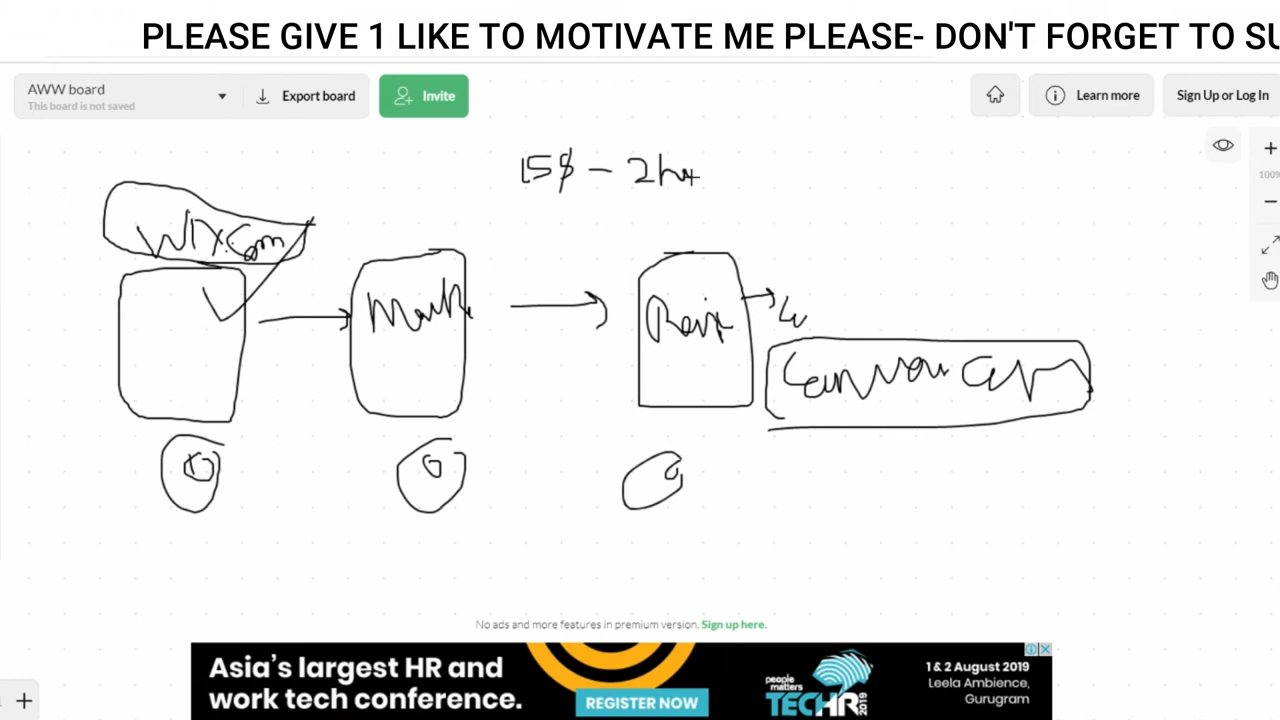 PLEASE GIVE 1 LIKE TO MOTIVATE ME PLEASE- DON'T FORGET TO SU
AWW board
This board is not saved
Export board
Invite
Learn more
Sign Up or Log In
100%
15$ - 2hr
Wix.com
No ads and more features in premium version. Sign up here.
Asia's largest HR and
work tech conference.
REGISTER NOW
people
matters
TECHR
2019
1 & 2 August 2019
Leela Ambience,
Gurugram